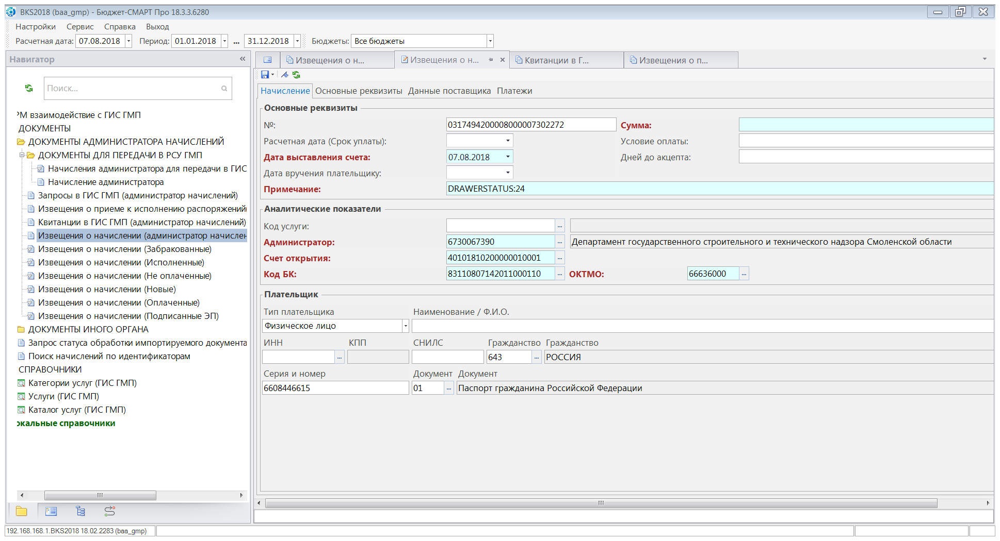 BKS2018 (baa_gmp) - Бюджет-СМАРТ Про 18.3.3.6280
Настройки Сервис Справка Выход
Расчетная дата: 07.08.2018 Период: 01.01.2018 ... 31.12.2018 Бюджеты: Все бюджеты
Навигатор
Поиск...
РМ взаимодействие с ГИС ГМП
ДОКУМЕНТЫ
ДОКУМЕНТЫ АДМИНИСТРАТОРА НАЧИСЛЕНИЙ
ДОКУМЕНТЫ ДЛЯ ПЕРЕДАЧИ В РСУ ГМП
Начисления администратора для передачи в ГИС
Начисление администратора
Запросы в ГИС ГМП (администратор начислений)
Извещения о приеме к исполнению распоряжений
Квитанции в ГИС ГМП (администратор начислений)
Извещения о начислении (администратор начислен
Извещения о начислении (Забракованные)
Извещения о начислении (Исполненные)
Извещения о начислении (Не оплаченные)
Извещения о начислении (Новые)
Извещения о начислении (Оплаченные)
Извещения о начислении (Подписанные ЭП)
ДОКУМЕНТЫ ИНОГО ОРГАНА
Запрос статуса обработки импортируемого документа
Поиск начислений по идентификаторам
СПРАВОЧНИКИ
Категории услуг (ГИС ГМП)
Услуги (ГИС ГМП)
Каталог услуг (ГИС ГМП)
окальные справочники
Извещения о н... Извещения о н... Квитанции в Г... Извещения о п...
Начисление Основные реквизиты Данные поставщика Платежи
Основные реквизиты
№: 0317494200008000007302272 Сумма:
Расчетная дата (Срок уплаты): Условие оплаты:
Дата выставления счета: 07.08.2018 Дней до акцепта:
Дата вручения плательщику:
Примечание: DRAWERSTATUS:24
Аналитические показатели
Код услуги: ...
Администратор: 6730067390 ... Департамент государственного строительного и технического надзора Смоленской области
Счет открытия: 40101810200000010001 ...
Код БК: 83110807142011000110 ... ОКТМО: 66636000 ...
Плательщик
Тип плательщика Наименование / Ф.И.О.
Физическое лицо
ИНН КПП СНИЛС Гражданство Гражданство
... 643 ... РОССИЯ
Серия и номер Документ Документ
6608446615 01 ... Паспорт гражданина Российской Федерации
192.168.168.1.BKS2018 18.02.2283 (baa_gmp)